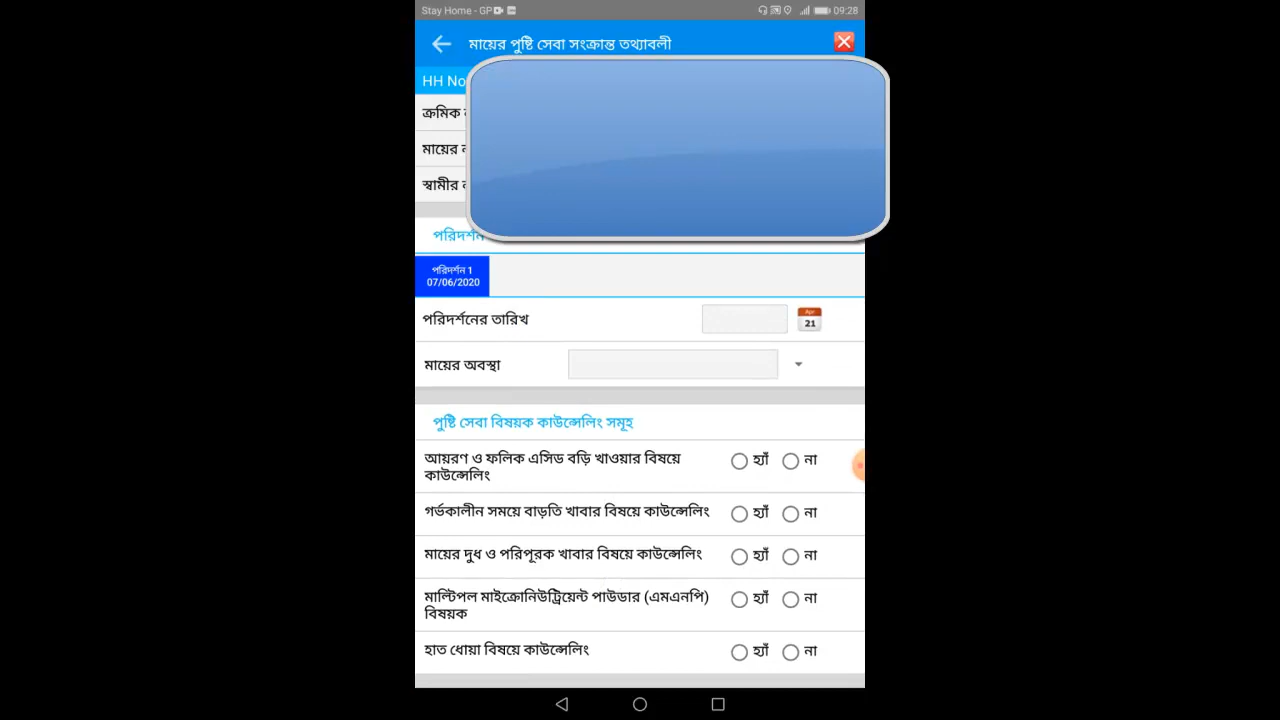 Stay Home - GP
09:28
মায়ের পুষ্টি সেবা সংক্রান্ত তথ্যাবলী
HH No
ক্রমিক
মায়ের
স্বামীর
পরিদর্শন
পরিদর্শন 1
07/06/2020
পরিদর্শনের তারিখ
Apr
21
মায়ের অবস্থা
পুষ্টি সেবা বিষয়ক কাউন্সেলিং সমূহ
আয়রণ ও ফলিক এসিড বড়ি খাওয়ার বিষয়ে
কাউন্সেলিং
হ্যাঁ না
গর্ভকালীন সময়ে বাড়তি খাবার বিষয়ে কাউন্সেলিং হ্যাঁ না
মায়ের দুধ ও পরিপূরক খাবার বিষয়ে কাউন্সেলিং হ্যাঁ না
মাল্টিপল মাইক্রোনিউট্রিয়েন্ট পাউডার (এমএনপি)
বিষয়ক
হ্যাঁ না
হাত ধোয়া বিষয়ে কাউন্সেলিং হ্যাঁ না